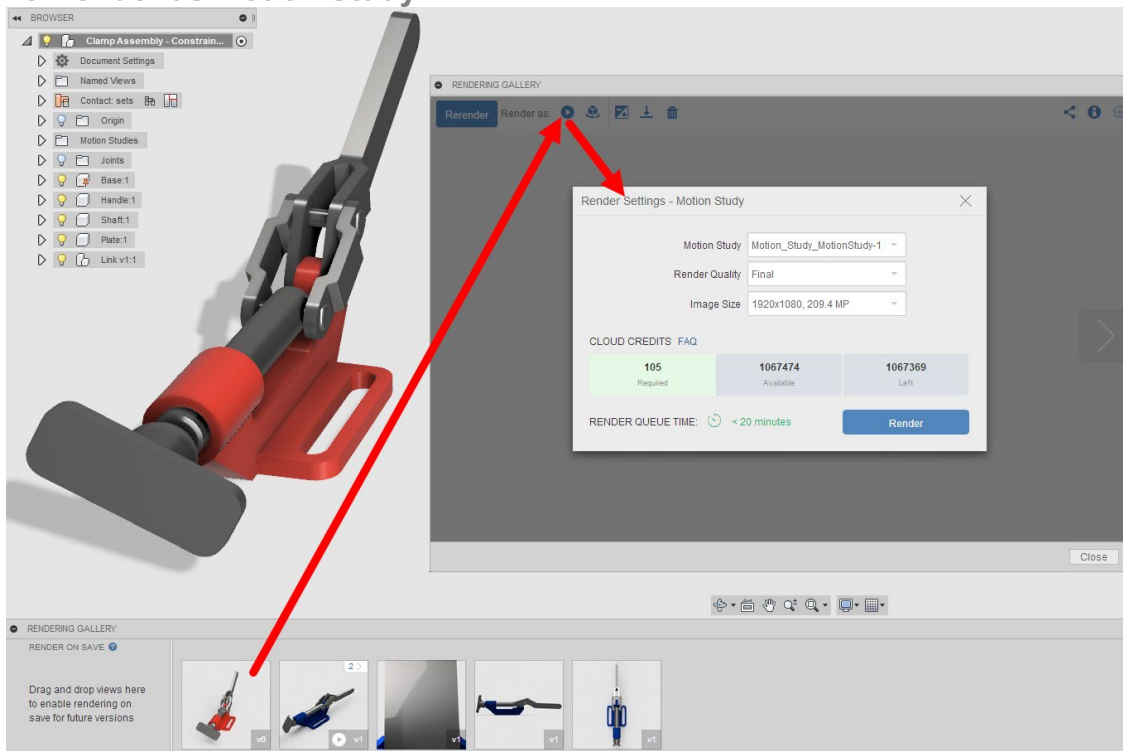 BROWSER
Clamp Assembly - Constrain...
Document Settings
Named Views
Contact: sets
Origin
Motion Studies
Joints
Base:1
Handle:1
Shaft:1
Plate:1
Link v1:1
RENDERING GALLERY
Rerender Render as:
Render Settings - Motion Study
Motion Study Motion_Study_MotionStudy-1
Render Quality Final
Image Size 1920x1080, 209.4 MP
CLOUD CREDITS FAQ
105 1067474 1067369
Required Available Left
RENDER QUEUE TIME: < 20 minutes Render
Close
RENDERING GALLERY
RENDER ON SAVE
Drag and drop views here
to enable rendering on
save for future versions
2
v6 v1 v1 v1 v1